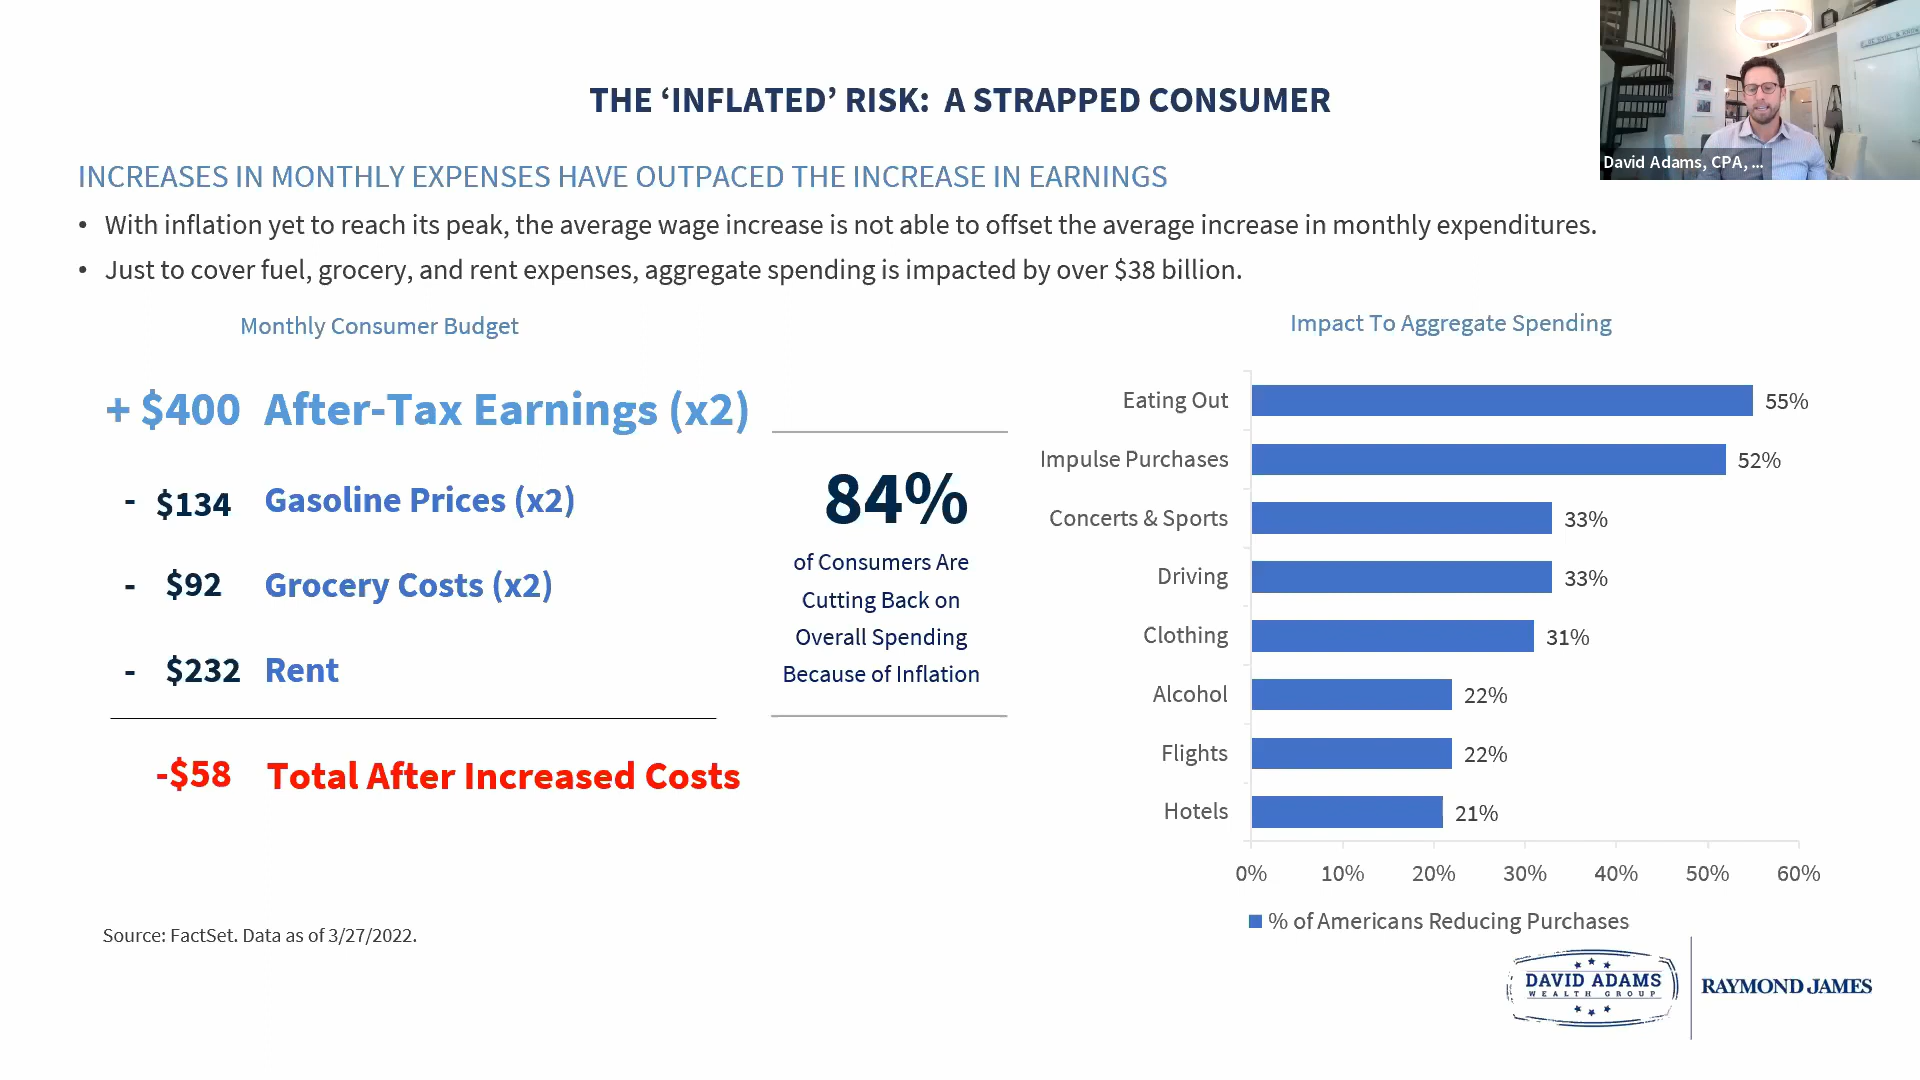 THE ‘INFLATED’ RISK: A STRAPPED CONSUMER
David Adams, CPA, ...
INCREASES IN MONTHLY EXPENSES HAVE OUTPACED THE INCREASE IN EARNINGS
• With inflation yet to reach its peak, the average wage increase is not able to offset the average increase in monthly expenditures.
• Just to cover fuel, grocery, and rent expenses, aggregate spending is impacted by over $38 billion.
Monthly Consumer Budget
+ $400 After-Tax Earnings (x2)
- $134 Gasoline Prices (x2)
- $92 Grocery Costs (x2)
- $232 Rent
-$58 Total After Increased Costs
84%
of Consumers Are
Cutting Back on
Overall Spending
Because of Inflation
Impact To Aggregate Spending
Eating Out 55%
Impulse Purchases 52%
Concerts & Sports 33%
Driving 33%
Clothing 31%
Alcohol 22%
Flights 22%
Hotels 21%
0% 10% 20% 30% 40% 50% 60%
% of Americans Reducing Purchases
Source: FactSet. Data as of 3/27/2022.
DAVID ADAMS
WEALTH GROUP
RAYMOND JAMES